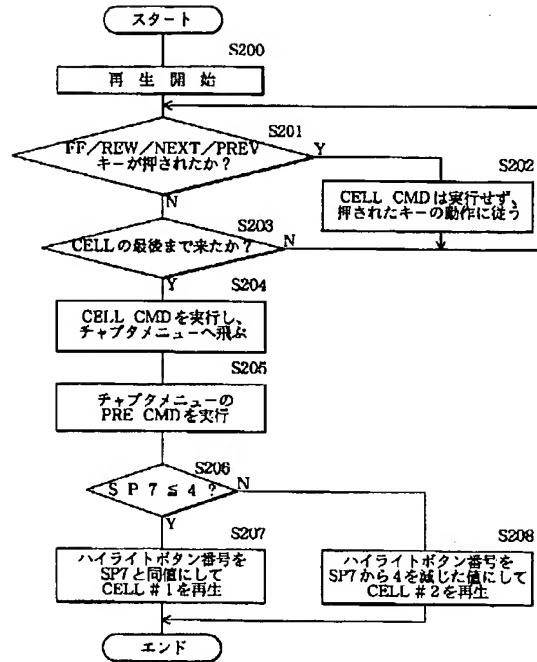 スタート
S200
再 生 開 始
S201
FF/REW/NEXT/PREV
キーが押されたか?
Y
N
S202
CELL CMDは実行せず、
押されたキーの動作に従う
S203
CELLの最後まで来たか?
N
Y
S204
CELL CMDを実行し、
チャプタメニューへ飛ぶ
S205
チャプタメニューの
PRE CMDを実行
S206
S P 7 ≦ 4 ?
N
Y
S207
ハイライトボタン番号を
SP7と同値にして
CELL #1を再生
S208
ハイライトボタン番号を
SP7から4を減じた値にして
CELL #2を再生
エンド